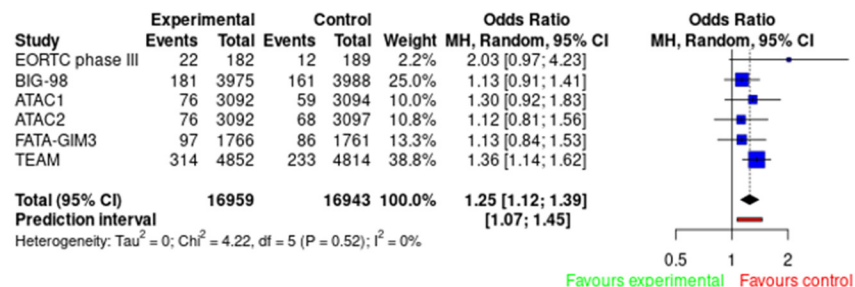 Experimental Control Odds Ratio Odds Ratio
Study Events Total Events Total Weight MH, Random, 95% CI MH, Random, 95% CI
EORTC phase III 22 182 12 189 2.2% 2.03 [0.97; 4.23]
BIG-98 181 3975 161 3988 25.0% 1.13 [0.91; 1.41]
ATAC1 76 3092 59 3094 10.0% 1.30 [0.92; 1.83]
ATAC2 76 3092 68 3097 10.8% 1.12 [0.81; 1.56]
FATA-GIM3 97 1766 86 1761 13.3% 1.13 [0.84; 1.53]
TEAM 314 4852 233 4814 38.8% 1.36 [1.14; 1.62]
Total (95% CI) 16959 16943 100.0% 1.25 [1.12; 1.39]
Prediction interval [1.07; 1.45]
Heterogeneity: Tau² = 0; Chi² = 4.22, df = 5 (P = 0.52); I² = 0%
0.5 1 2
Favours experimental Favours control